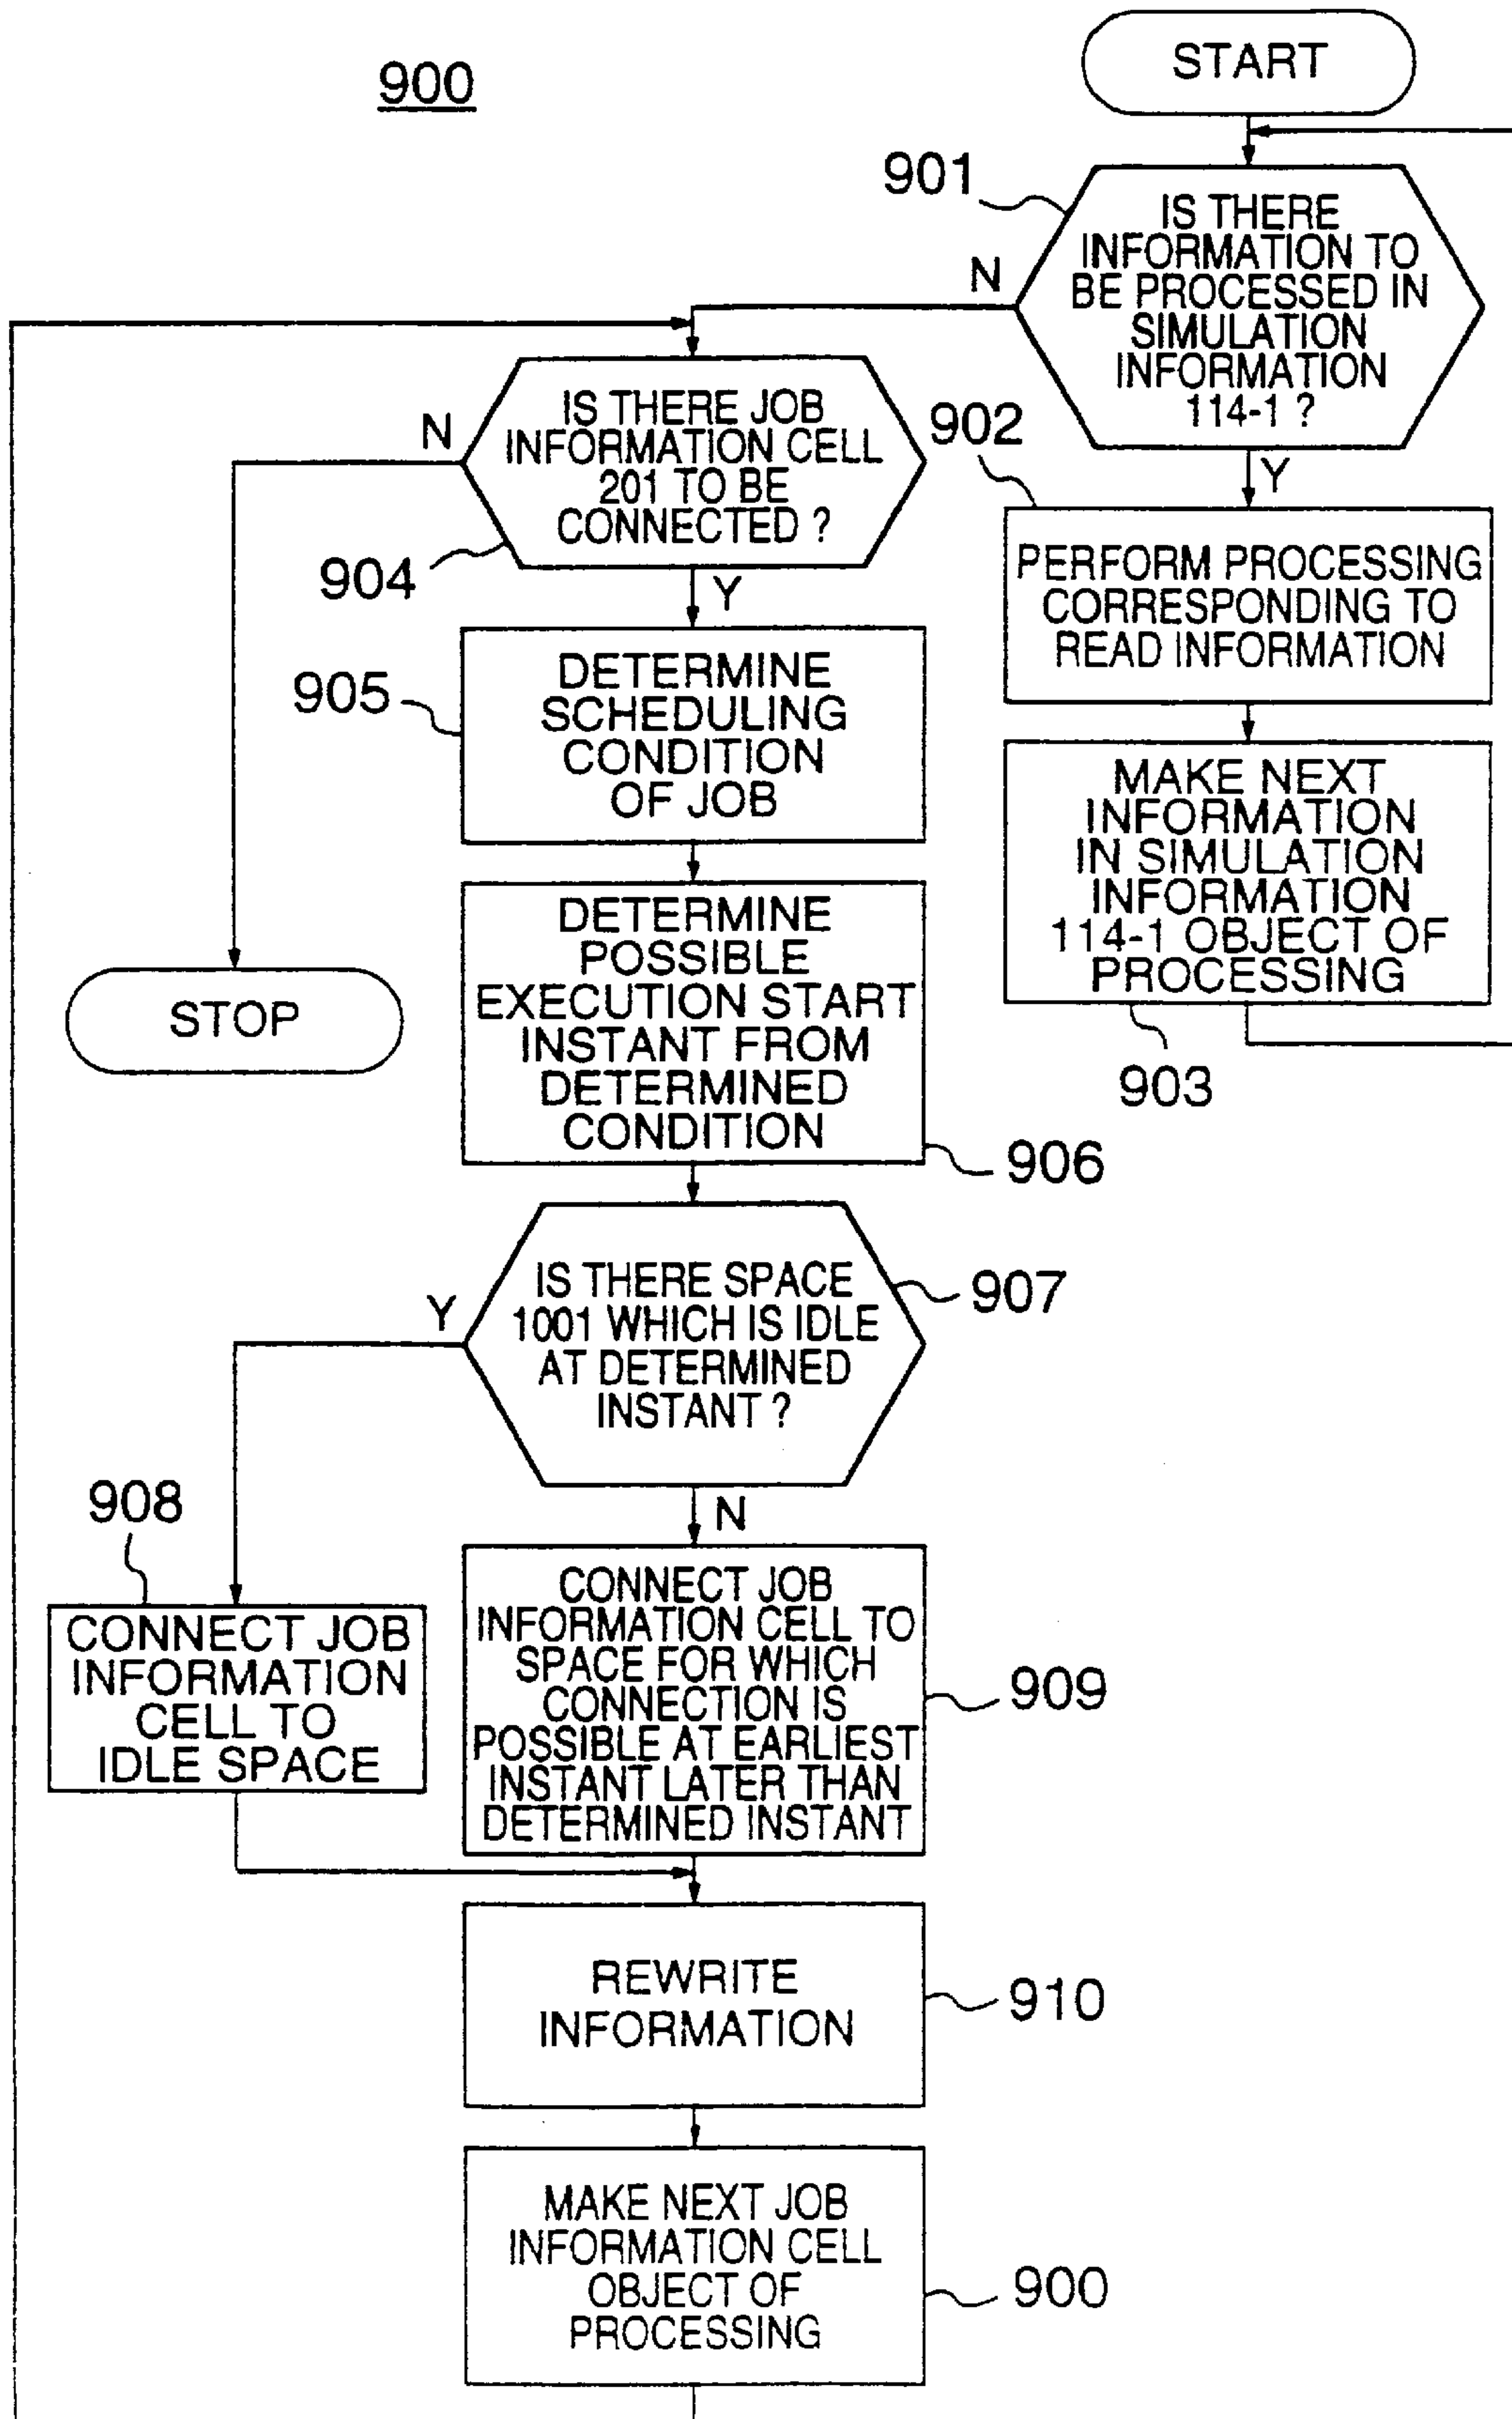 900
START
901
IS THERE
INFORMATION TO
BE PROCESSED IN
SIMULATION
INFORMATION
114-1 ?
N
Y
902
PERFORM PROCESSING
CORRESPONDING TO
READ INFORMATION
MAKE NEXT
INFORMATION
IN SIMULATION
INFORMATION
114-1 OBJECT OF
PROCESSING
903
IS THERE JOB
INFORMATION CELL
201 TO BE
CONNECTED ?
N
904
Y
STOP
905
DETERMINE
SCHEDULING
CONDITION
OF JOB
DETERMINE
POSSIBLE
EXECUTION START
INSTANT FROM
DETERMINED
CONDITION
906
IS THERE SPACE
1001 WHICH IS IDLE
AT DETERMINED
INSTANT ?
907
Y
N
908
CONNECT JOB
INFORMATION
CELL TO
IDLE SPACE
CONNECT JOB
INFORMATION CELL TO
SPACE FOR WHICH
CONNECTION IS
POSSIBLE AT EARLIEST
INSTANT LATER THAN
DETERMINED INSTANT
909
REWRITE
INFORMATION
910
MAKE NEXT JOB
INFORMATION CELL
OBJECT OF
PROCESSING
900